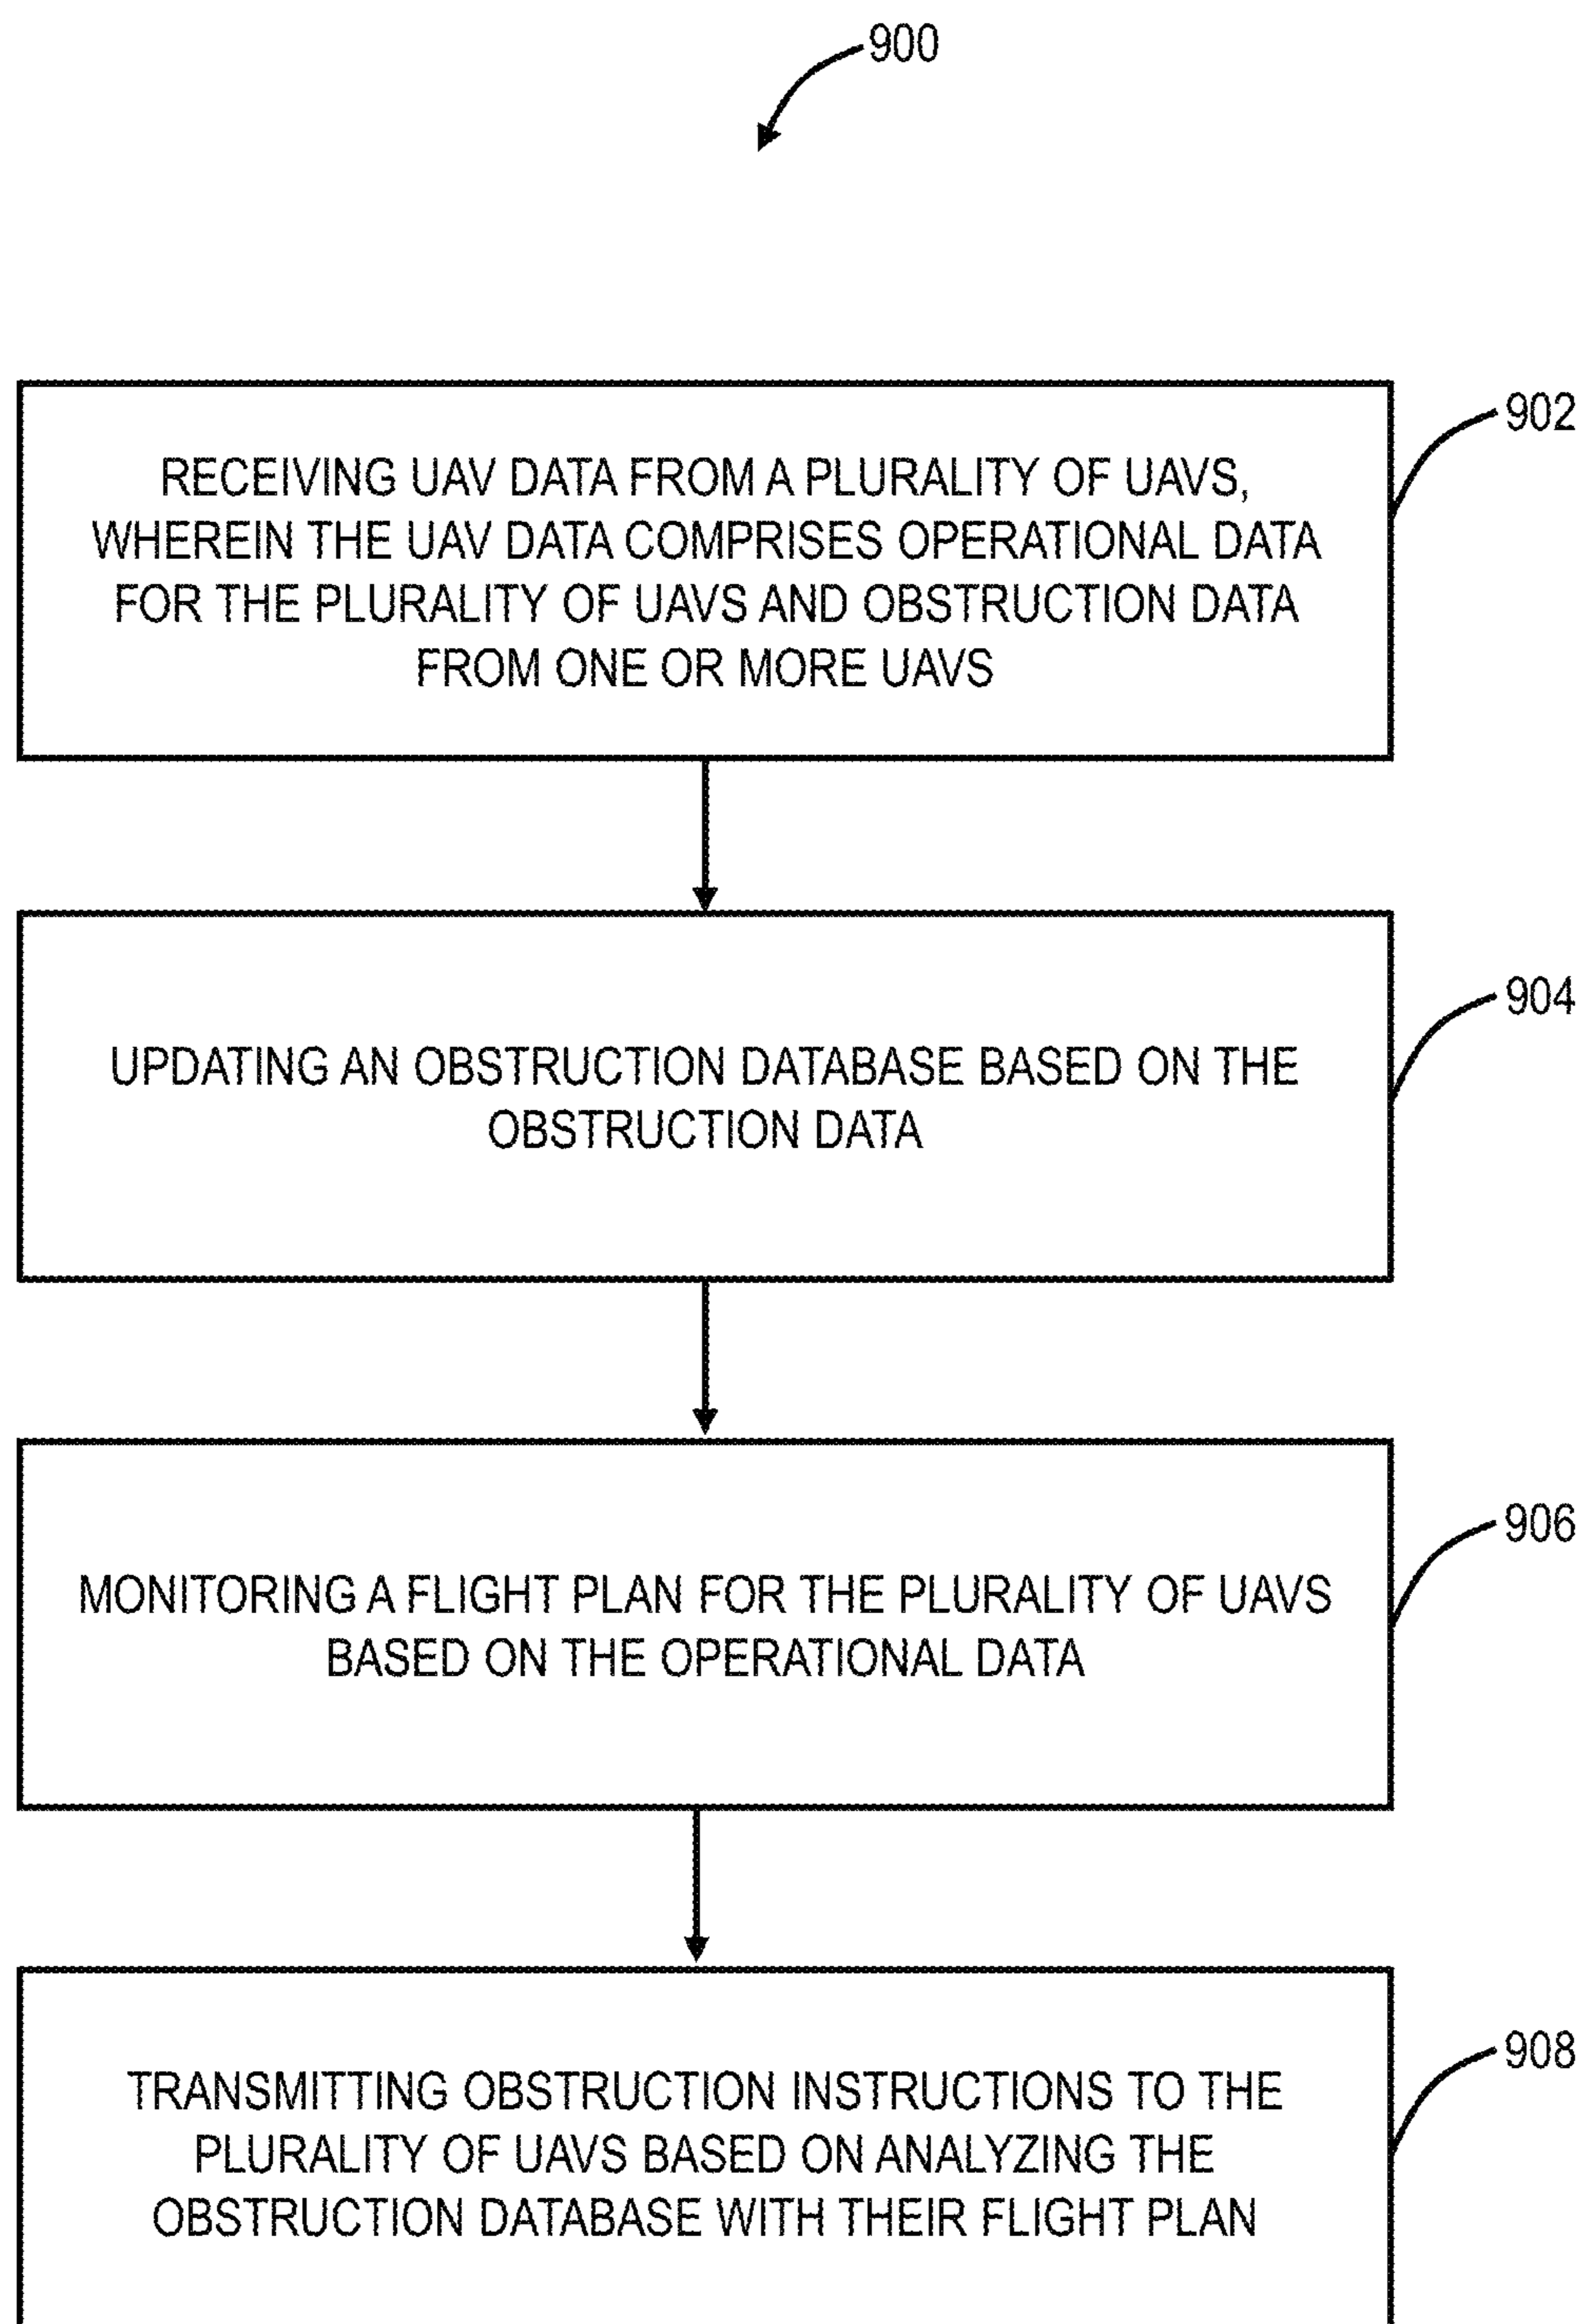 900
902
RECEIVING UAV DATA FROM A PLURALITY OF UAVS,
WHEREIN THE UAV DATA COMPRISES OPERATIONAL DATA
FOR THE PLURALITY OF UAVS AND OBSTRUCTION DATA
FROM ONE OR MORE UAVS
904
UPDATING AN OBSTRUCTION DATABASE BASED ON THE
OBSTRUCTION DATA
906
MONITORING A FLIGHT PLAN FOR THE PLURALITY OF UAVS
BASED ON THE OPERATIONAL DATA
908
TRANSMITTING OBSTRUCTION INSTRUCTIONS TO THE
PLURALITY OF UAVS BASED ON ANALYZING THE
OBSTRUCTION DATABASE WITH THEIR FLIGHT PLAN